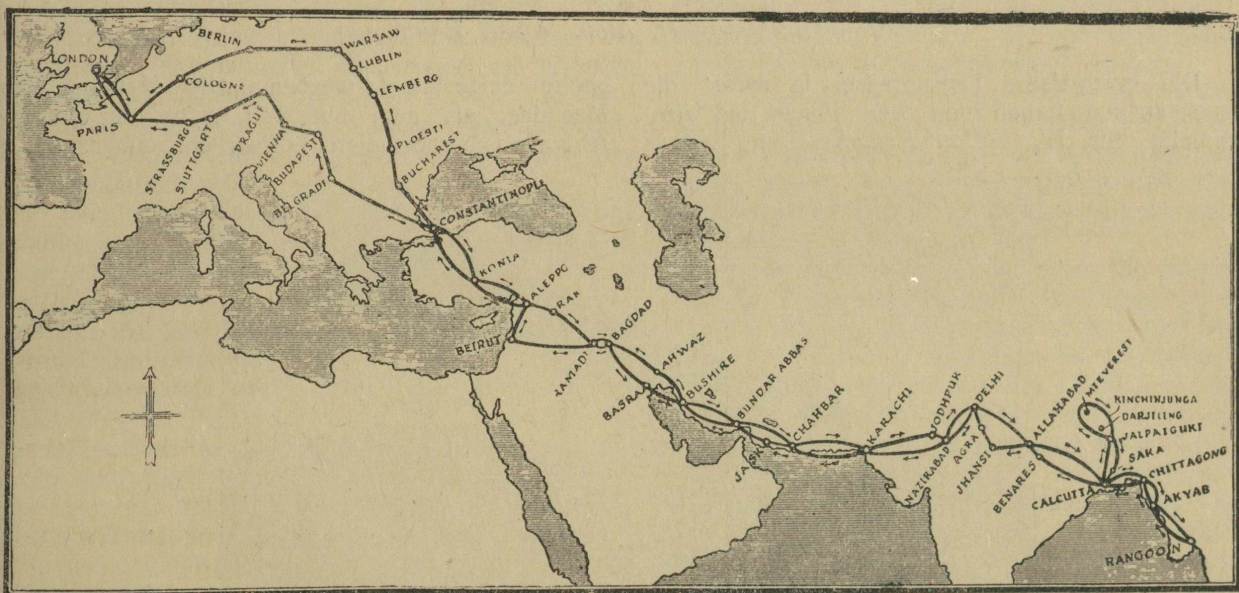 LONDON
BERLIN
WARSAW
LUBLIN
COLOGNE
LEMBERG
PARIS
STRASSBURG
STUTTGART
PRAGUE
VIENNA
BUDAPEST
BELGRADE
PLOESTI
BUCHAREST
CONSTANTINOPLE
KONIA
ALEPPO
BEIRUT
BAGDAD
AHWAZ
BASRA
BUSHIRE
BUNDAR ABBAS
JASK
CHAHBAR
KARACHI
JODHPUR
NAZIRABAD
DELHI
AGRA
JHANSI
ALLAHABAD
BENARES
MT EVEREST
KINCHINJUNGA
DARJILING
JALPAIGURI
SAKA
CALCUTTA
CHITTAGONG
AKYAB
RANGOON